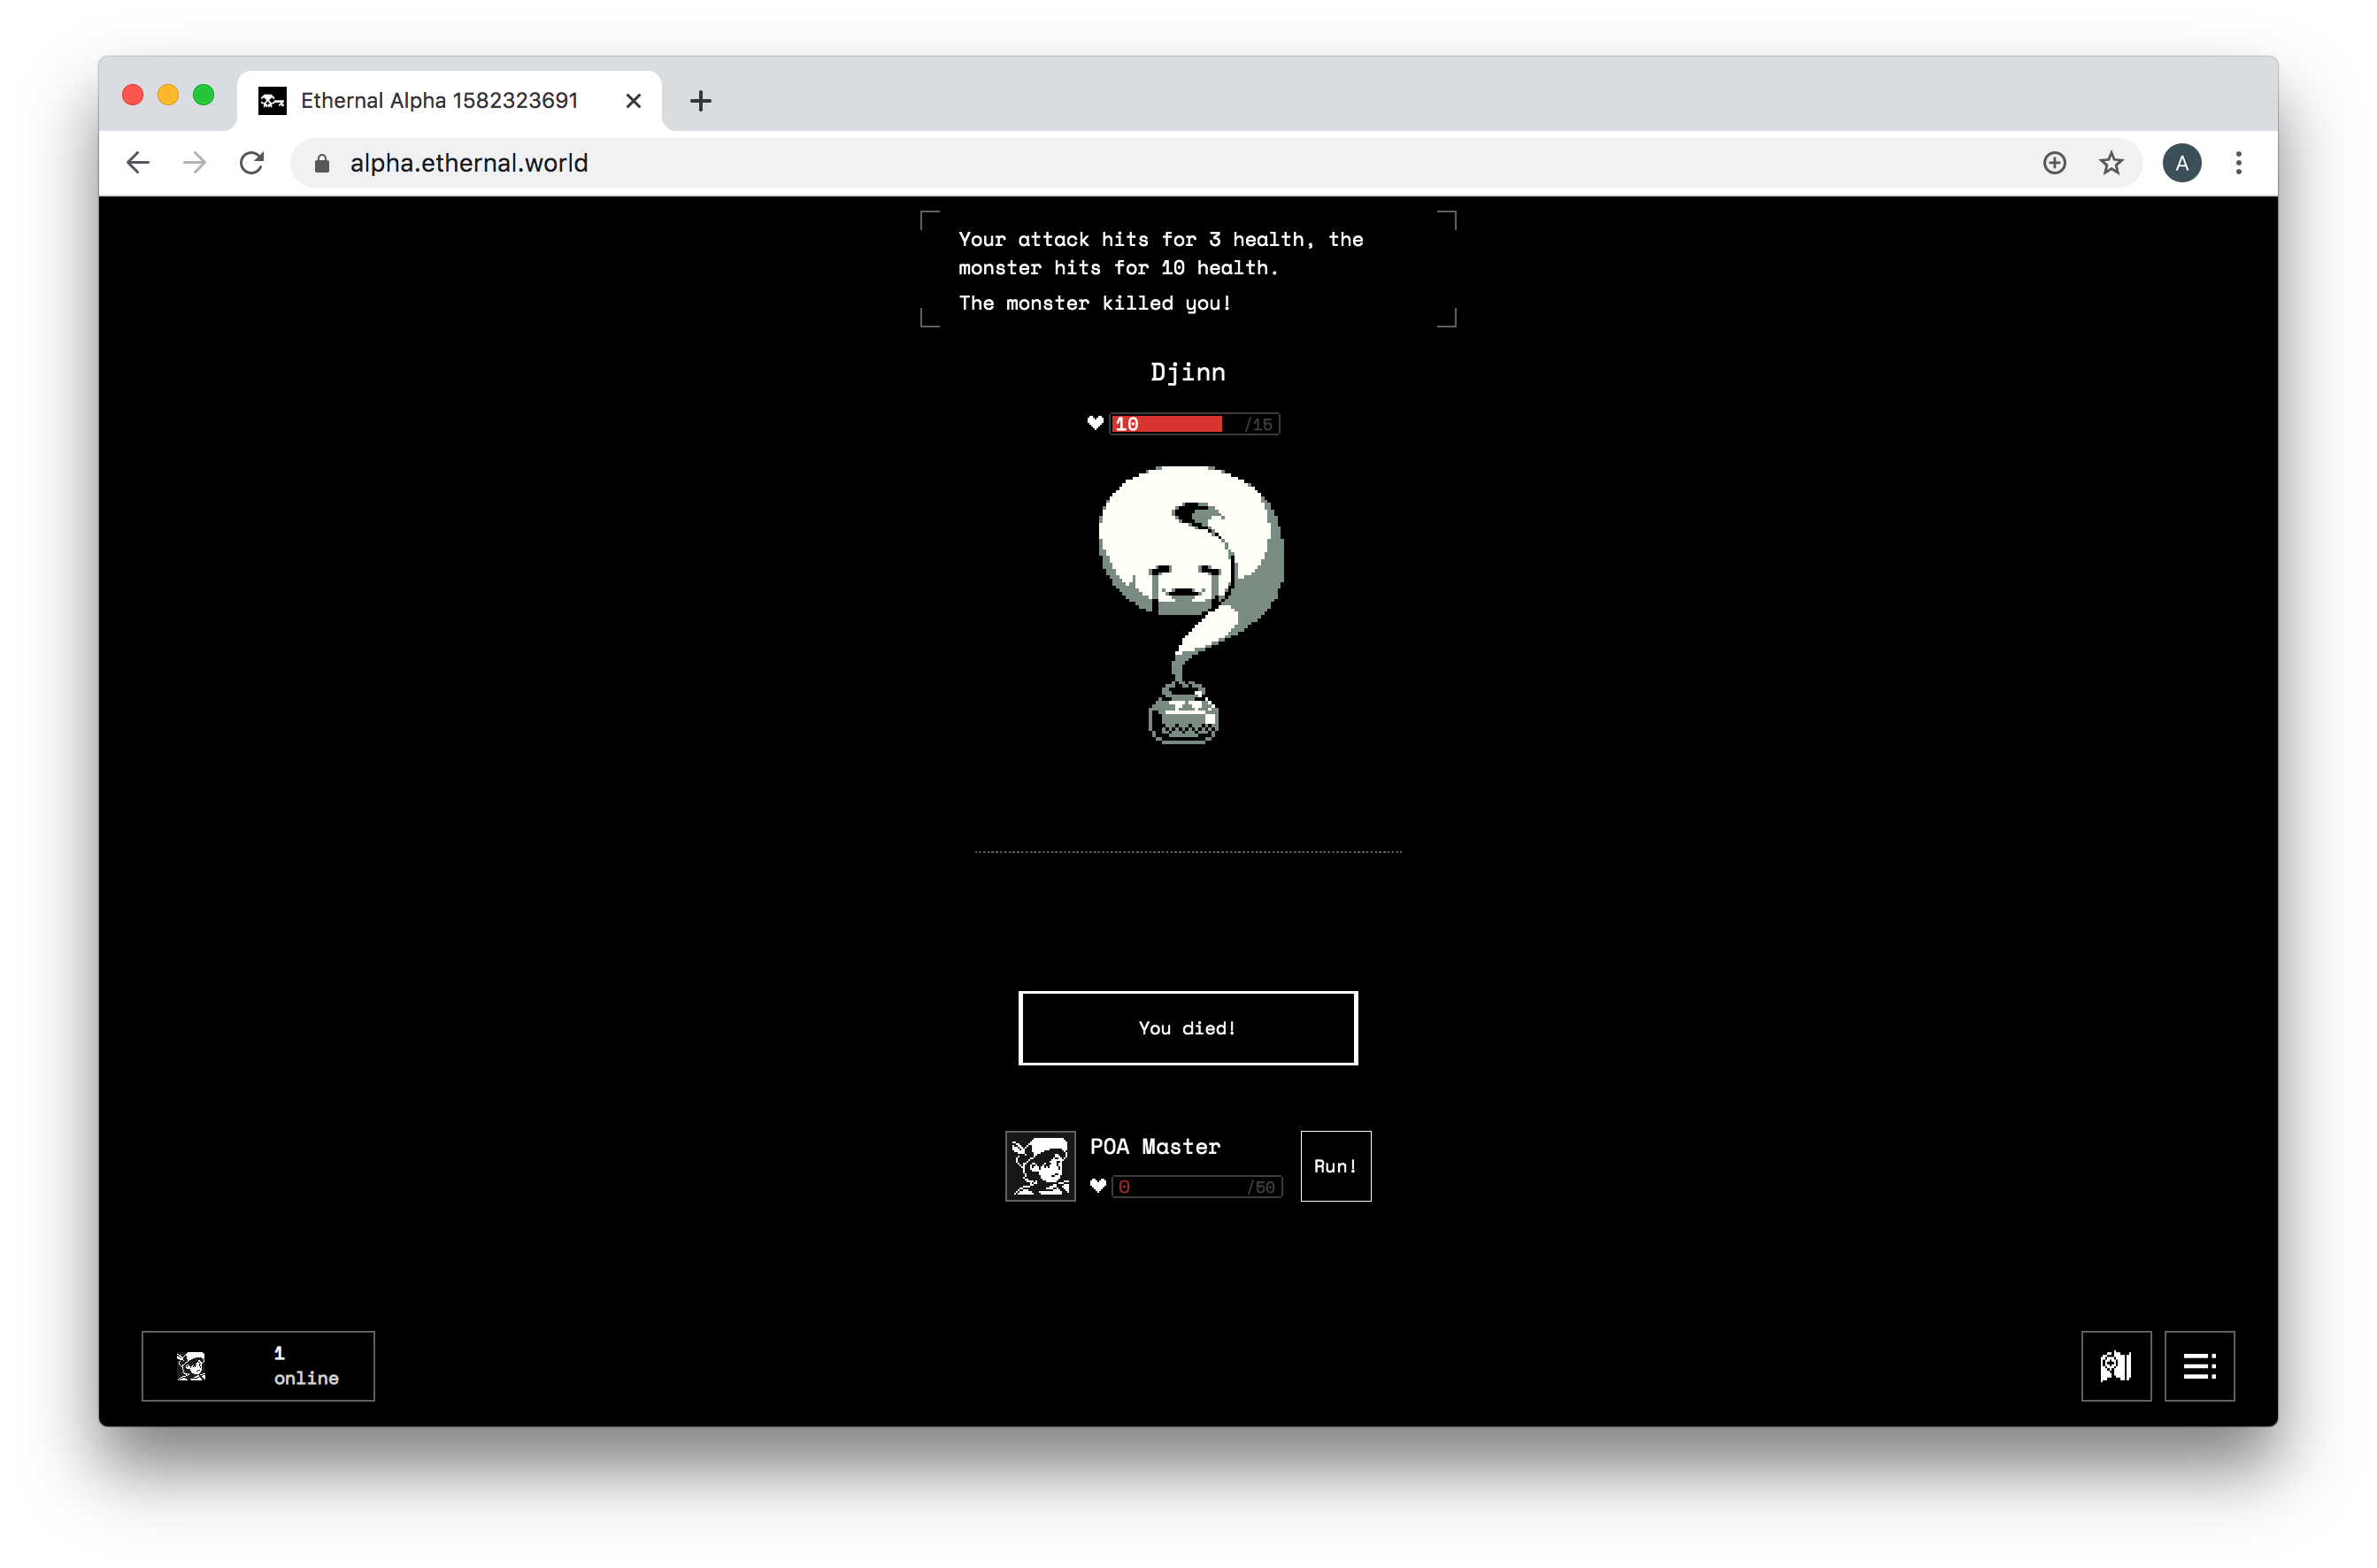 Ethernal Alpha 1582323691
alpha.ethernal.world
A
Your attack hits for 3 health, the
monster hits for 10 health.
The monster killed you!
Djinn
10 /15
You died!
POA Master
0 /50
Run!
1
online